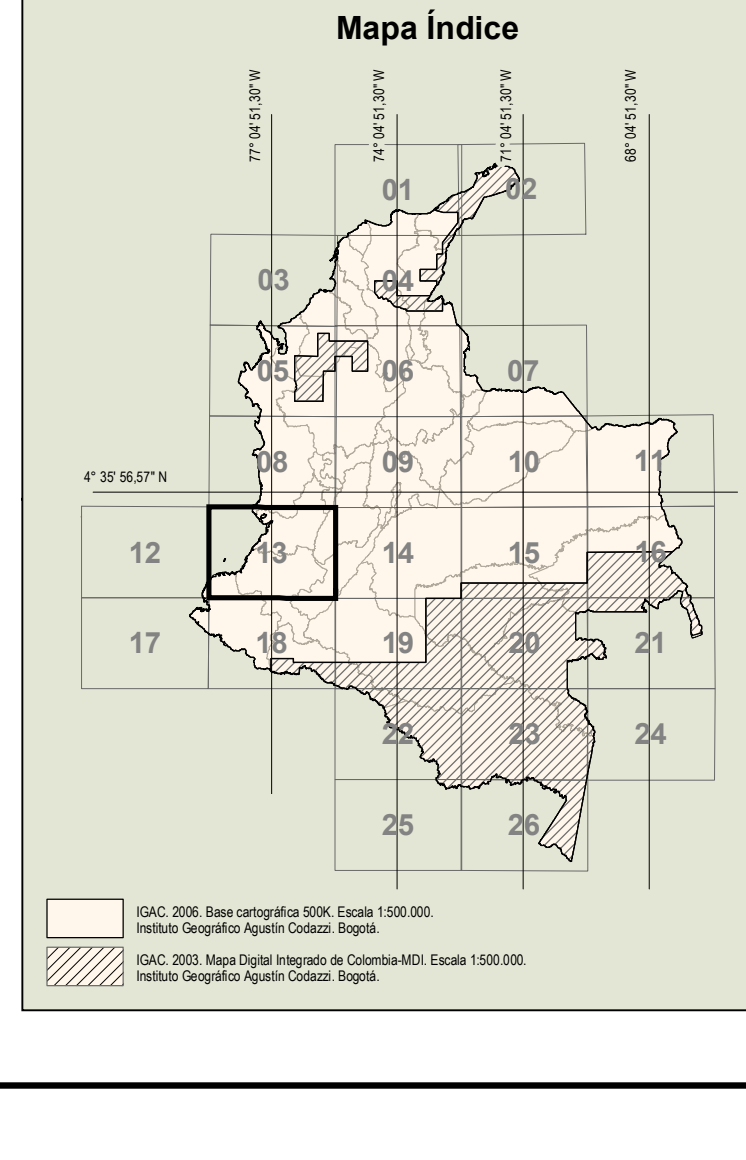 Mapa Índice
77° 04' 51,30" W
74° 04' 51,30" W
71° 04' 51,30" W
68° 04' 51,30" W
01
02
03
04
05
06
07
08
09
10
11
4° 35' 56,57" N
12
13
14
15
16
17
18
19
20
21
22
23
24
25
26
IGAC. 2006. Base cartográfica 500K. Escala 1:500.000.
Instituto Geográfico Agustín Codazzi. Bogotá.
IGAC. 2003. Mapa Digital Integrado de Colombia-MDI. Escala 1:500.000.
Instituto Geográfico Agustín Codazzi. Bogotá.